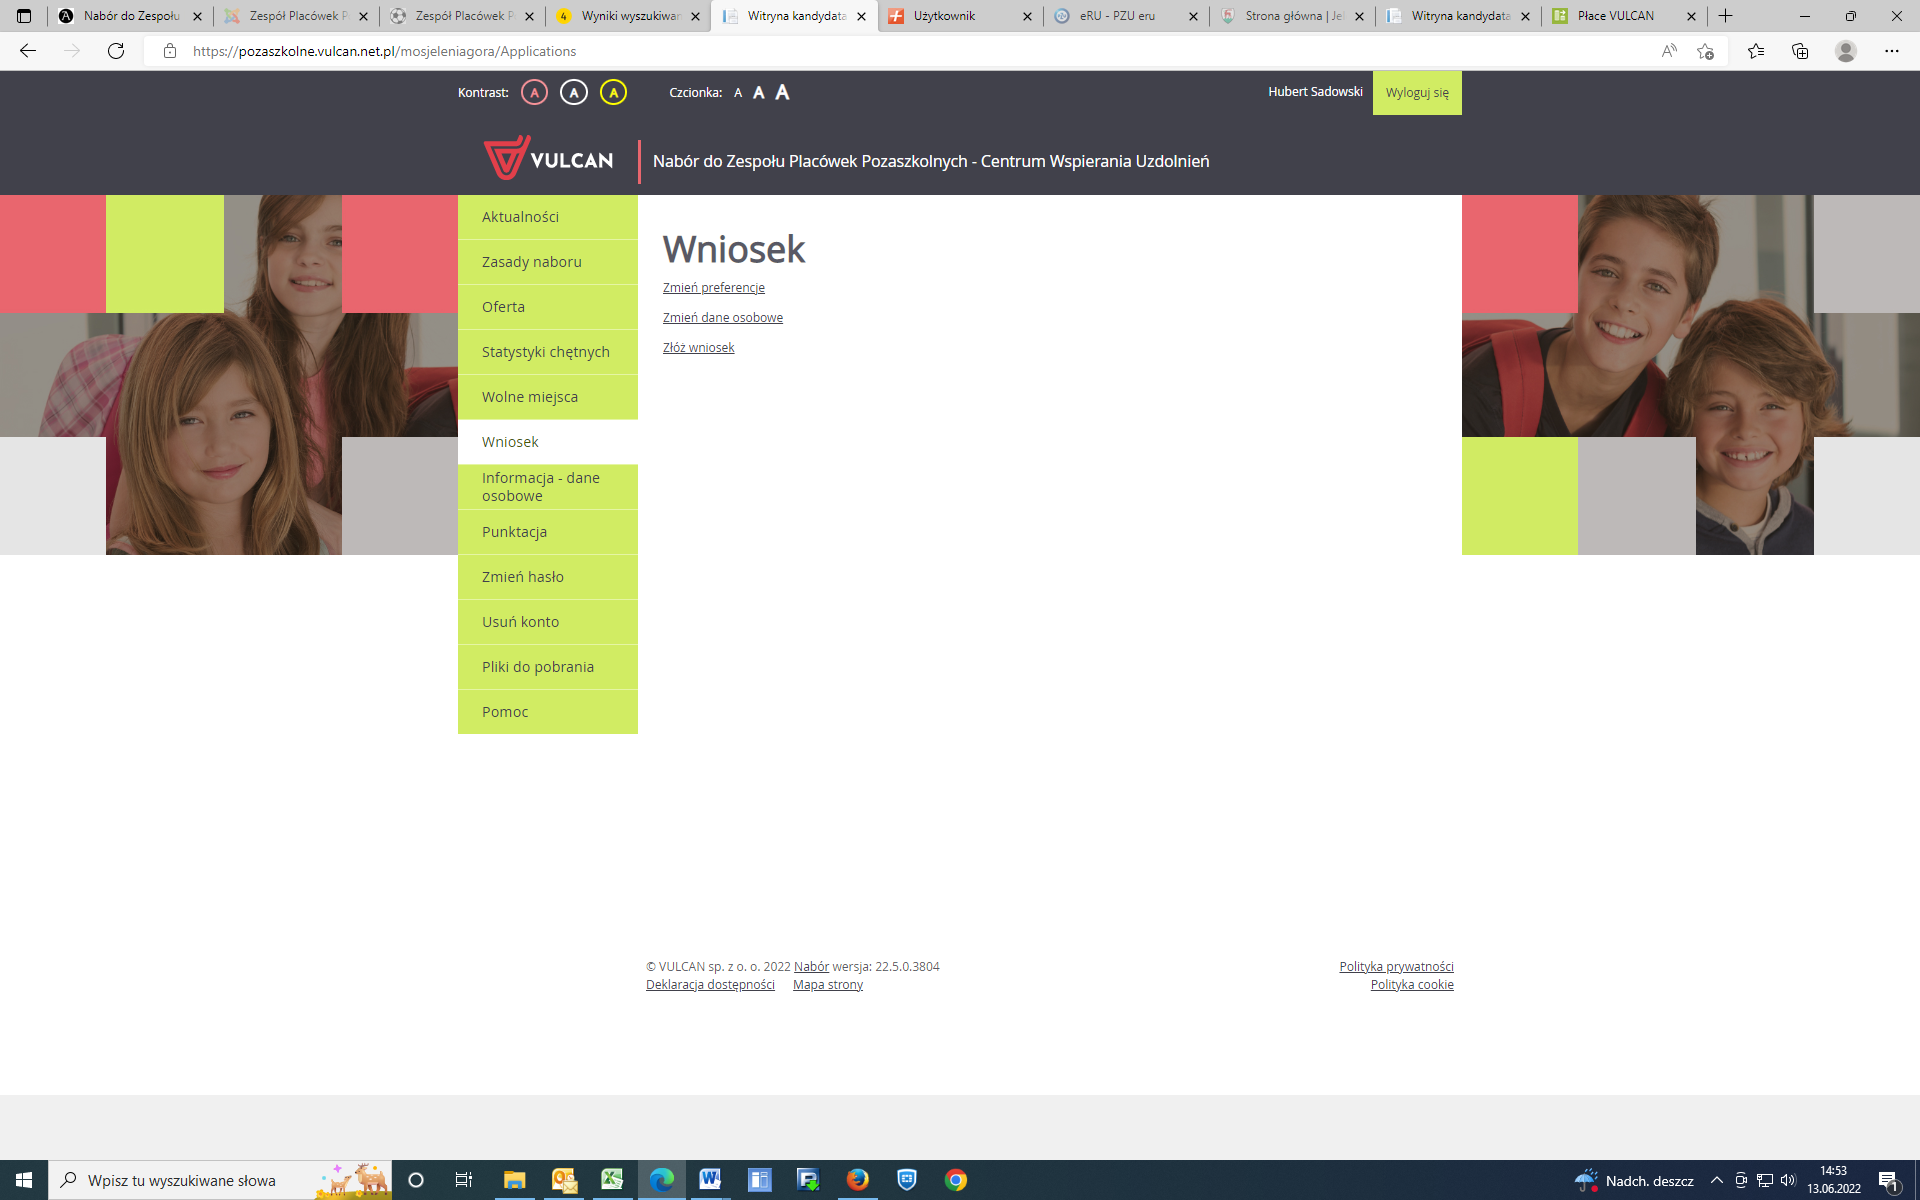 Nabór do Zespołu
Zespół Placówek P
Zespół Placówek P
Wyniki wyszukiwan
Witryna kandydata
Użytkownik
eRU - PZU eru
Strona główna | Jel
Witryna kandydata
Płace VULCAN
https://pozaszkolne.vulcan.net.pl/mosjeleniagora/Applications
Kontrast: A A A Czcionka: A A A
Hubert Sadowski
Wyloguj się
VULCAN
Nabór do Zespołu Placówek Pozaszkolnych - Centrum Wspierania Uzdolnień
Aktualności
Zasady naboru
Oferta
Statystyki chętnych
Wolne miejsca
Wniosek
Informacja - dane
osobowe
Punktacja
Zmień hasło
Usuń konto
Pliki do pobrania
Pomoc
Wniosek
Zmień preferencje
Zmień dane osobowe
Złóż wniosek
© VULCAN sp. z o. o. 2022 Nabór wersja: 22.5.0.3804
Deklaracja dostępności Mapa strony
Polityka prywatności
Polityka cookie
Wpisz tu wyszukiwane słowa
Nadch. deszcz
14:53
13.06.2022
1